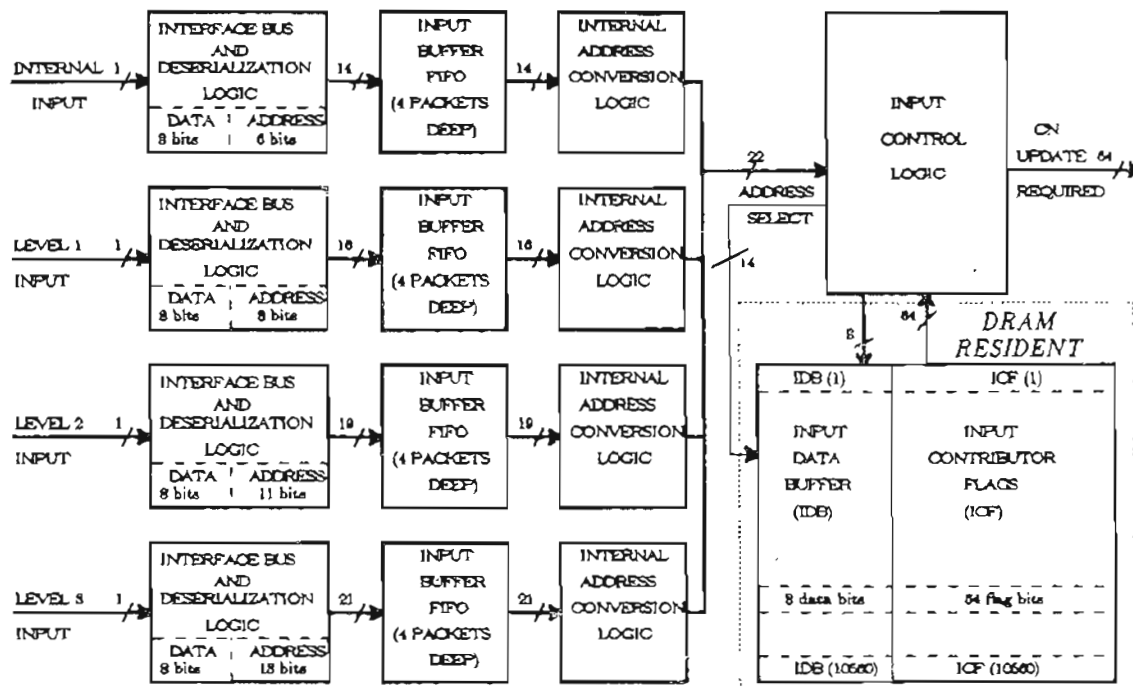 INTERNAL 1
INPUT
INTERFACE BUS
AND
DESERIALIZATION
LOGIC
DATA ADDRESS
8 bits 6 bits
14
INPUT
BUFFER
FIFO
(4 PACKETS
DEEP)
14
INTERNAL
ADDRESS
CONVERSION
LOGIC
LEVEL 1 1
INPUT
INTERFACE BUS
AND
DESERIALIZATION
LOGIC
DATA ADDRESS
8 bits 8 bits
16
INPUT
BUFFER
FIFO
(4 PACKETS
DEEP)
16
INTERNAL
ADDRESS
CONVERSION
LOGIC
LEVEL 2 1
INPUT
INTERFACE BUS
AND
DESERIALIZATION
LOGIC
DATA ADDRESS
8 bits 11 bits
19
INPUT
BUFFER
FIFO
(4 PACKETS
DEEP)
19
INTERNAL
ADDRESS
CONVERSION
LOGIC
LEVEL 3 1
INPUT
INTERFACE BUS
AND
DESERIALIZATION
LOGIC
DATA ADDRESS
8 bits 13 bits
21
INPUT
BUFFER
FIFO
(4 PACKETS
DEEP)
21
INTERNAL
ADDRESS
CONVERSION
LOGIC
22
ADDRESS
SELECT
14
INPUT
CONTROL
LOGIC
CN
UPDATE 64
REQUIRED
8
64
DRAM
RESIDENT
IDB (1) ICF (1)
INPUT
DATA
BUFFER
(IDB)
INPUT
CONTRIBUTOR
FLAGS
(ICF)
8 data bits 64 flag bits
IDB (10560) ICF (10560)